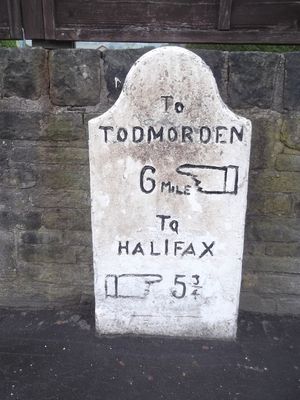 To
TODMORDEN
6 MILE
To
HALIFAX
5 3/4